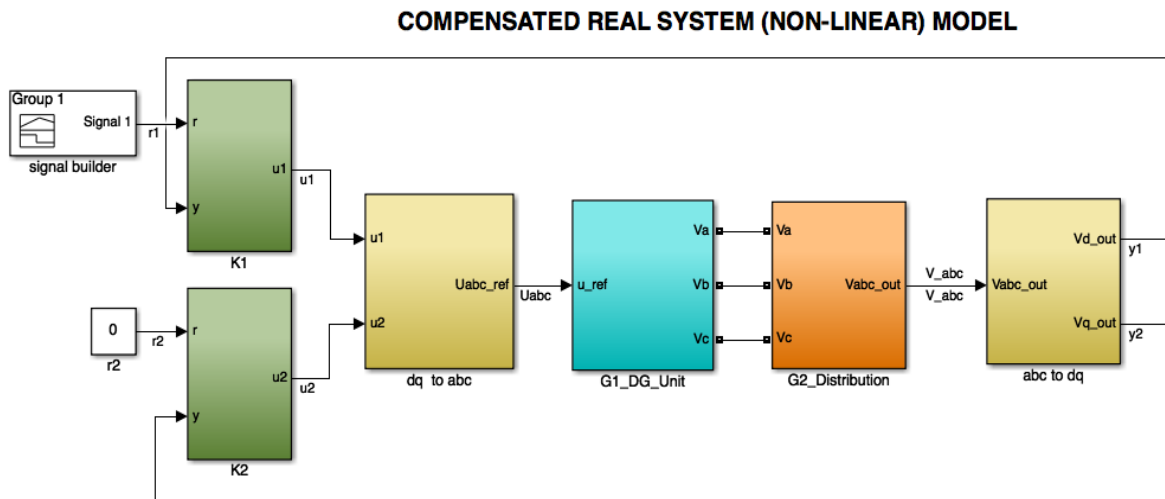 COMPENSATED REAL SYSTEM (NON-LINEAR) MODEL
Group 1
Signal 1
r1
signal builder
r
y
u1
u1
K1
0
r2
r2
r
y
u2
u2
K2
u1
u2
Uabc_ref
Uabc
dq to abc
u_ref
Va
Vb
Vc
G1_DG_Unit
Va
Vb
Vc
Vabc_out
G2_Distribution
V_abc
V_abc
Vabc_out
Vd_out
Vq_out
y1
y2
abc to dq